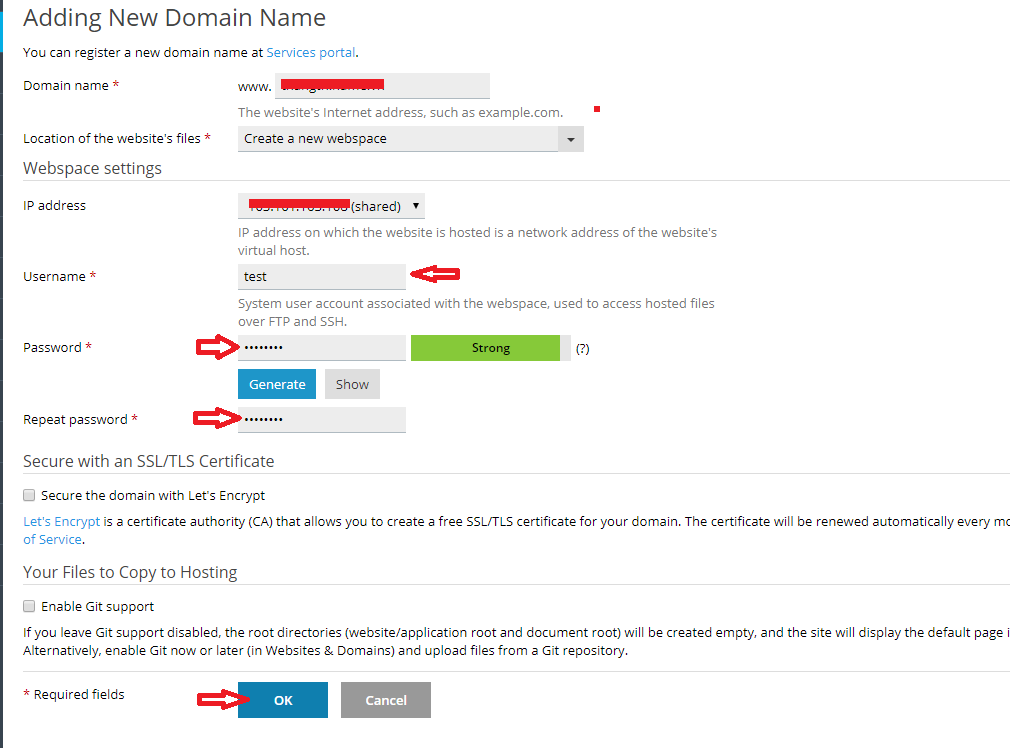 Adding New Domain Name
You can register a new domain name at Services portal.
Domain name *
www.
The website's Internet address, such as example.com.
Location of the website's files *
Create a new webspace
Webspace settings
IP address
(shared)
IP address on which the website is hosted is a network address of the website's
virtual host.
Username *
test
System user account associated with the webspace, used to access hosted files
over FTP and SSH.
Password *
••••••••
Strong
(?)
Generate
Show
Repeat password *
••••••••
Secure with an SSL/TLS Certificate
Secure the domain with Let's Encrypt
Let's Encrypt is a certificate authority (CA) that allows you to create a free SSL/TLS certificate for your domain. The certificate will be renewed automatically every
of Service.
Your Files to Copy to Hosting
Enable Git support
If you leave Git support disabled, the root directories (website/application root and document root) will be created empty, and the site will display the default page
Alternatively, enable Git now or later (in Websites & Domains) and upload files from a Git repository.
* Required fields
OK
Cancel